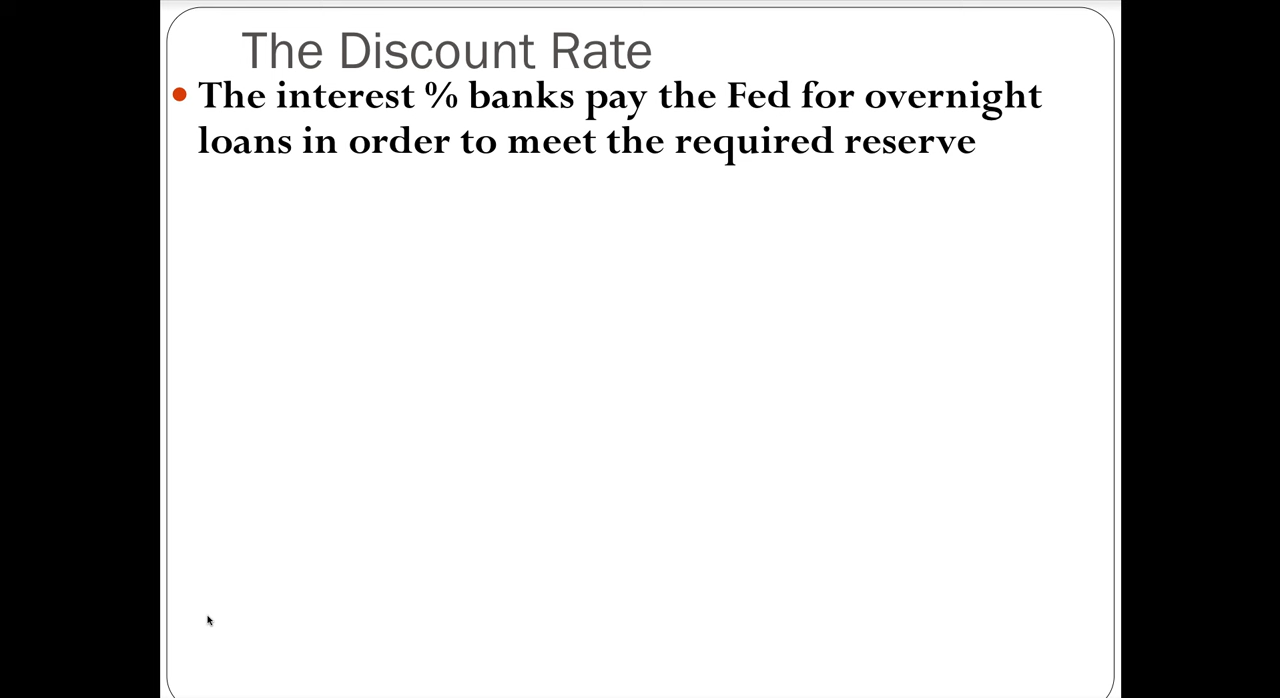 The Discount Rate
• The interest % banks pay the Fed for overnight
loans in order to meet the required reserve